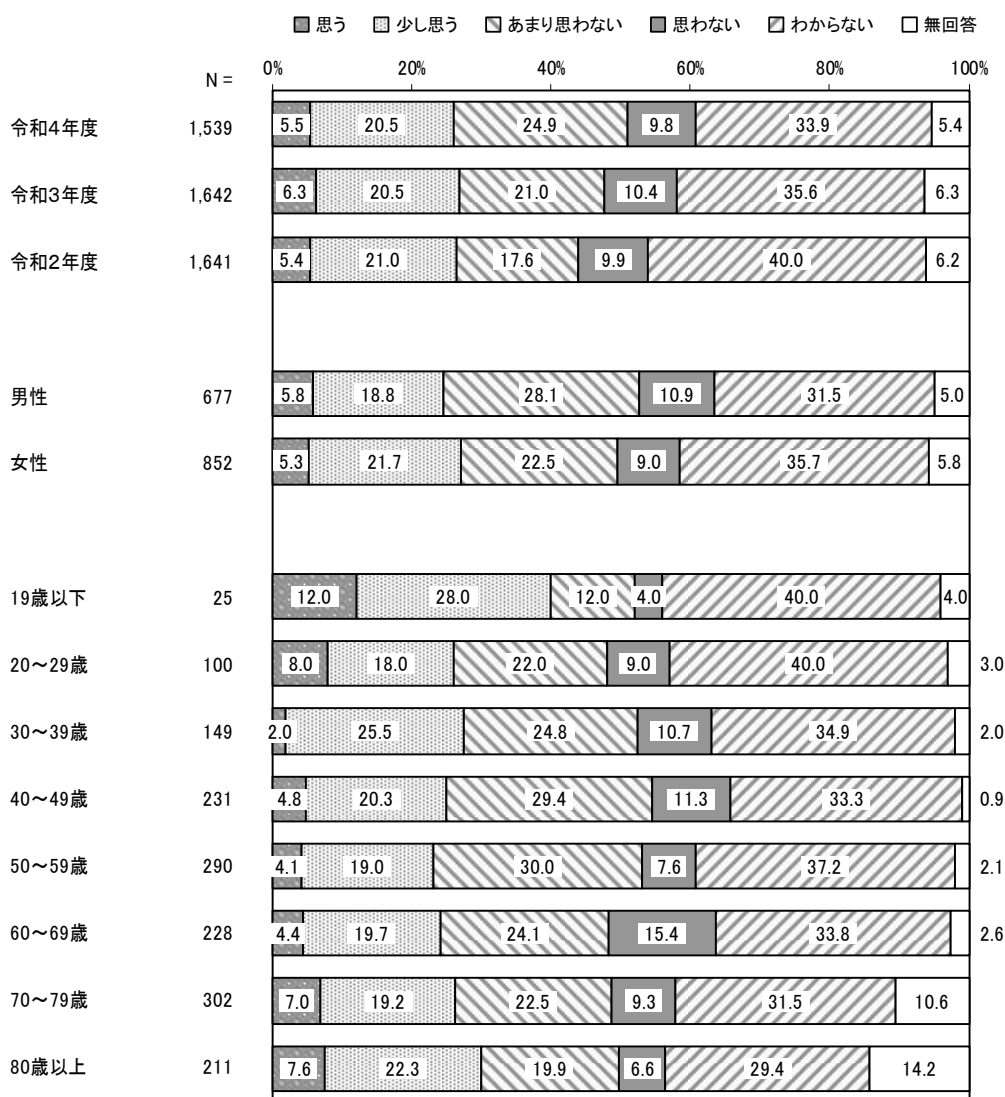 思う 少し思う あまり思わない 思わない わからない 無回答
N = 0% 20% 40% 60% 80% 100%
令和4年度 1,539 5.5 20.5 24.9 9.8 33.9 5.4
令和3年度 1,642 6.3 20.5 21.0 10.4 35.6 6.3
令和2年度 1,641 5.4 21.0 17.6 9.9 40.0 6.2
男性 677 5.8 18.8 28.1 10.9 31.5 5.0
女性 852 5.3 21.7 22.5 9.0 35.7 5.8
19歳以下 25 12.0 28.0 12.0 4.0 40.0 4.0
20～29歳 100 8.0 18.0 22.0 9.0 40.0 3.0
30～39歳 149 2.0 25.5 24.8 10.7 34.9 2.0
40～49歳 231 4.8 20.3 29.4 11.3 33.3 0.9
50～59歳 290 4.1 19.0 30.0 7.6 37.2 2.1
60～69歳 228 4.4 19.7 24.1 15.4 33.8 2.6
70～79歳 302 7.0 19.2 22.5 9.3 31.5 10.6
80歳以上 211 7.6 22.3 19.9 6.6 29.4 14.2